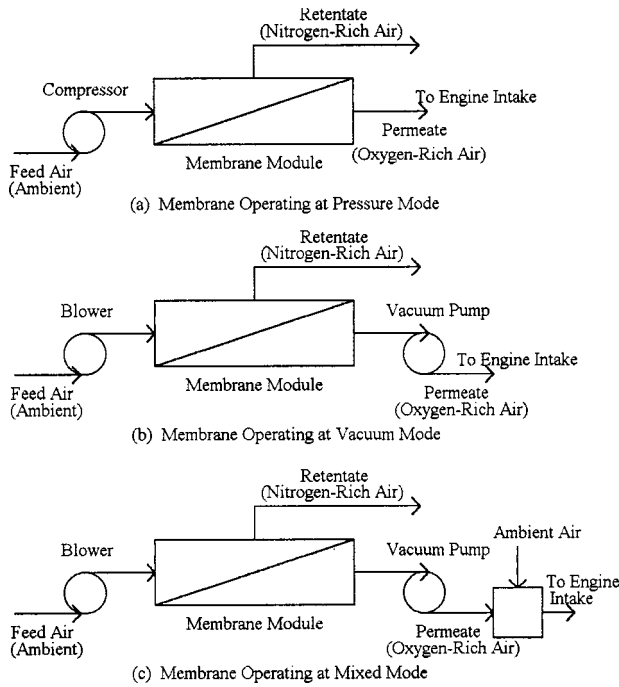 Retentate
(Nitrogen-Rich Air)
Compressor
To Engine Intake
Permeate
(Oxygen-Rich Air)
Feed Air
(Ambient)
Membrane Module
(a) Membrane Operating at Pressure Mode
Retentate
(Nitrogen-Rich Air)
Blower
Vacuum Pump
To Engine Intake
Feed Air
(Ambient)
Membrane Module
Permeate
(Oxygen-Rich Air)
(b) Membrane Operating at Vacuum Mode
Retentate
(Nitrogen-Rich Air)
Ambient Air
Blower
Vacuum Pump
To Engine
Intake
Feed Air
(Ambient)
Membrane Module
Permeate
(Oxygen-Rich Air)
(c) Membrane Operating at Mixed Mode